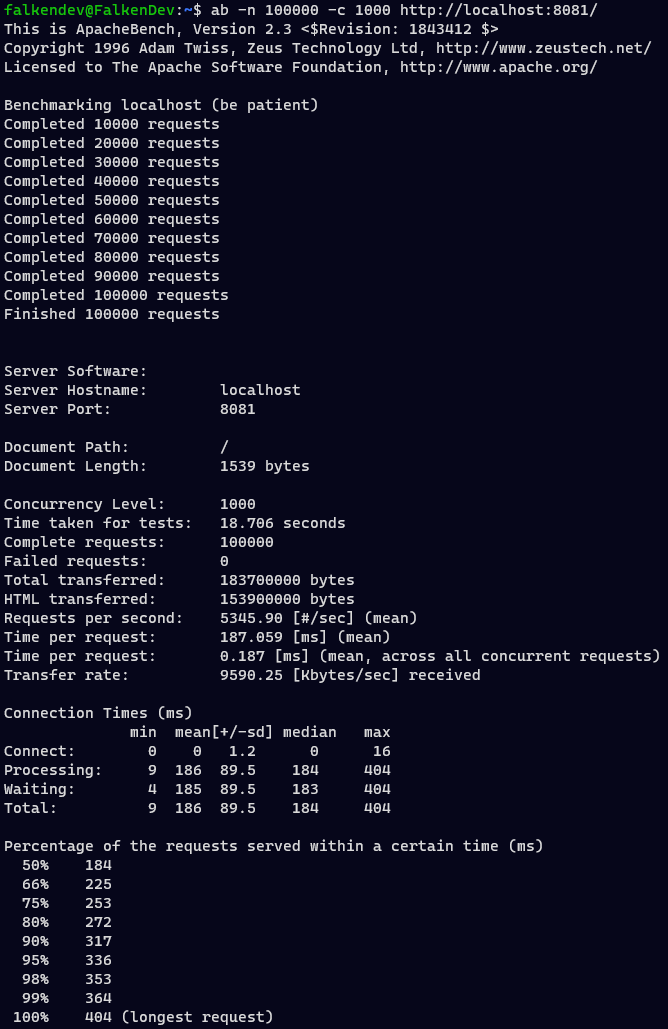 falkendev@FalkenDev:~$ ab -n 100000 -c 1000 http://localhost:8081/
This is ApacheBench, Version 2.3 <$Revision: 1843412 $>
Copyright 1996 Adam Twiss, Zeus Technology Ltd, http://www.zeustech.net/
Licensed to The Apache Software Foundation, http://www.apache.org/

Benchmarking localhost (be patient)
Completed 10000 requests
Completed 20000 requests
Completed 30000 requests
Completed 40000 requests
Completed 50000 requests
Completed 60000 requests
Completed 70000 requests
Completed 80000 requests
Completed 90000 requests
Completed 100000 requests
Finished 100000 requests


Server Software:
Server Hostname:        localhost
Server Port:            8081

Document Path:          /
Document Length:        1539 bytes

Concurrency Level:      1000
Time taken for tests:   18.706 seconds
Complete requests:      100000
Failed requests:        0
Total transferred:      183700000 bytes
HTML transferred:       153900000 bytes
Requests per second:    5345.90 [#/sec] (mean)
Time per request:       187.059 [ms] (mean)
Time per request:       0.187 [ms] (mean, across all concurrent requests)
Transfer rate:          9590.25 [Kbytes/sec] received

Connection Times (ms)
              min  mean[+/-sd] median   max
Connect:        0    0   1.2      0      16
Processing:     9  186  89.5    184     404
Waiting:        4  185  89.5    183     404
Total:          9  186  89.5    184     404

Percentage of the requests served within a certain time (ms)
  50%    184
  66%    225
  75%    253
  80%    272
  90%    317
  95%    336
  98%    353
  99%    364
 100%    404 (longest request)